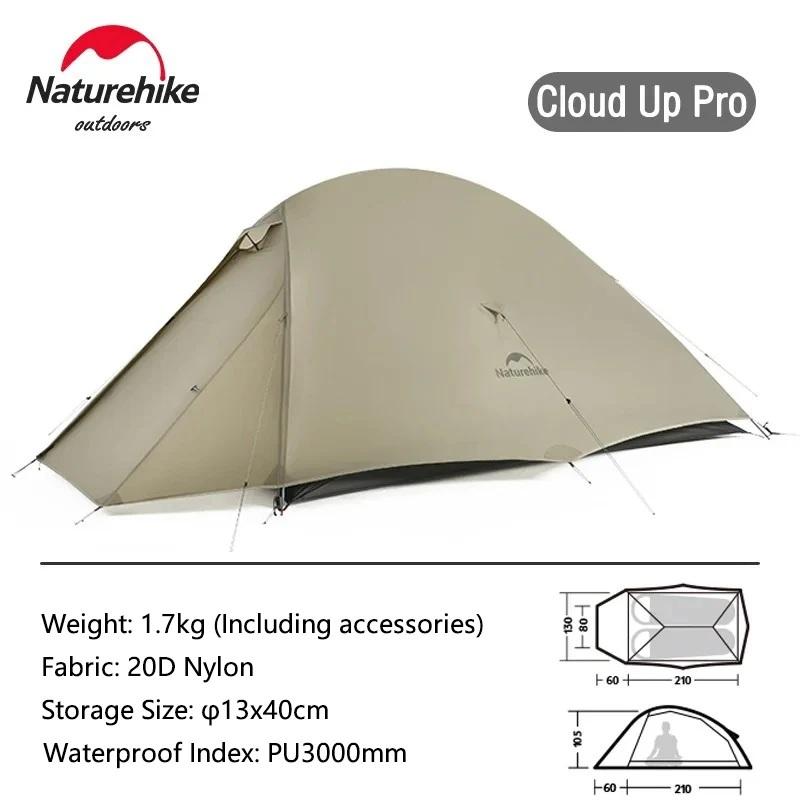 Naturehike
outdoors
Cloud Up Pro
Naturehike
Weight: 1.7kg (Including accessories)
Fabric: 20D Nylon
Storage Size: φ13x40cm
Waterproof Index: PU3000mm
130
80
60
210
105
60
210